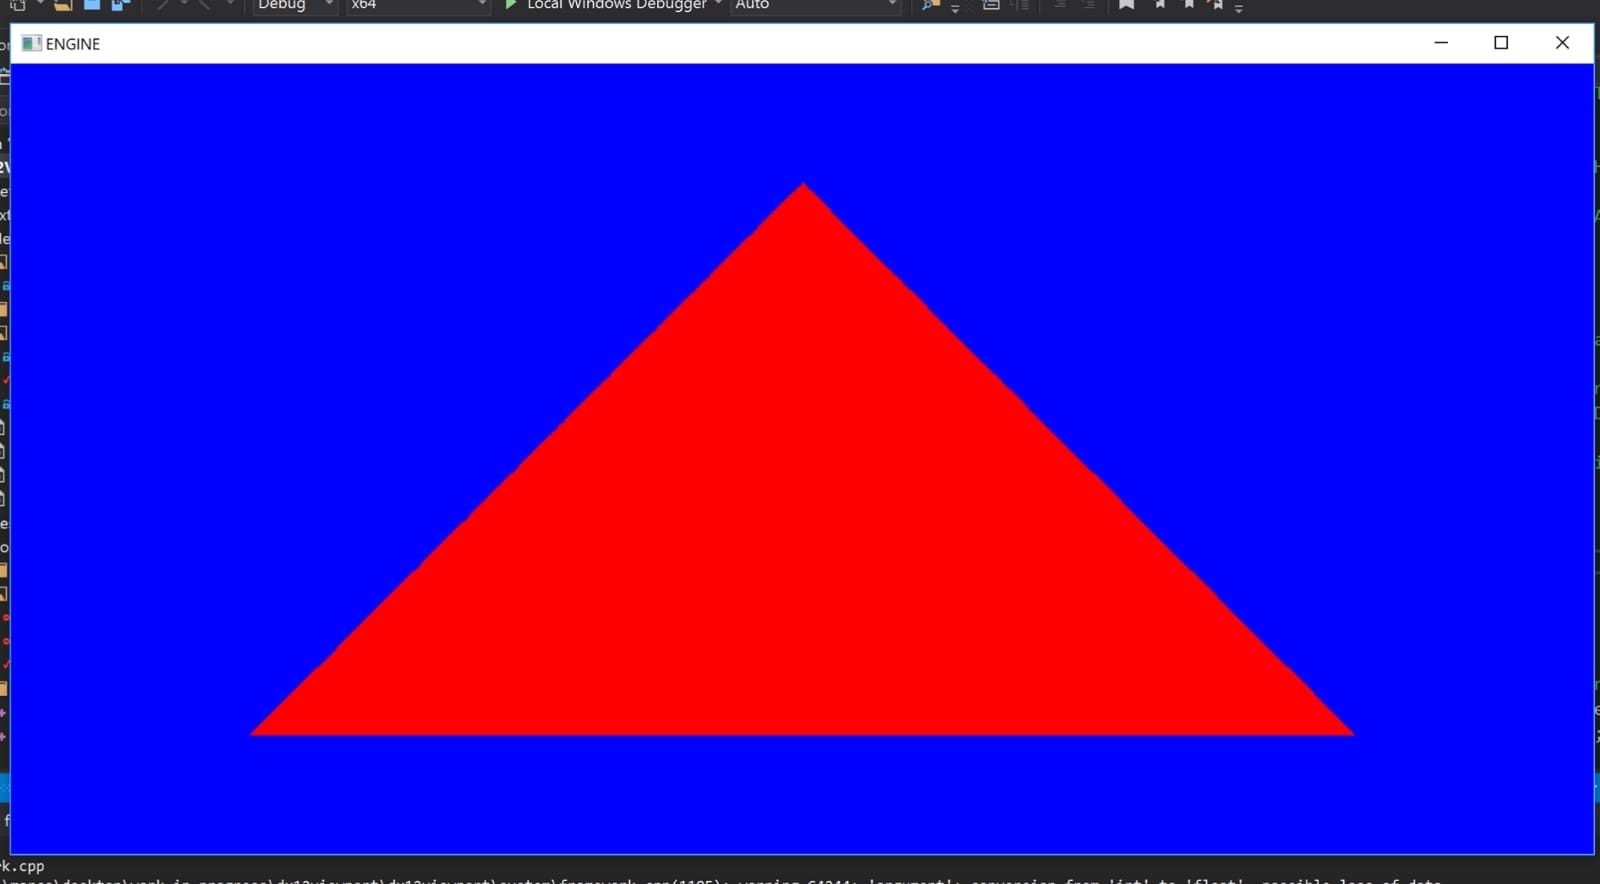 Debug x64 Local Windows Debugger Auto
ENGINE
k.cpp
desktop\work in progress\dx12viewport\dx12viewport\system\framework.cpp(1185): warning C4244: 'argument': conversion from 'int' to 'float', possible loss of data